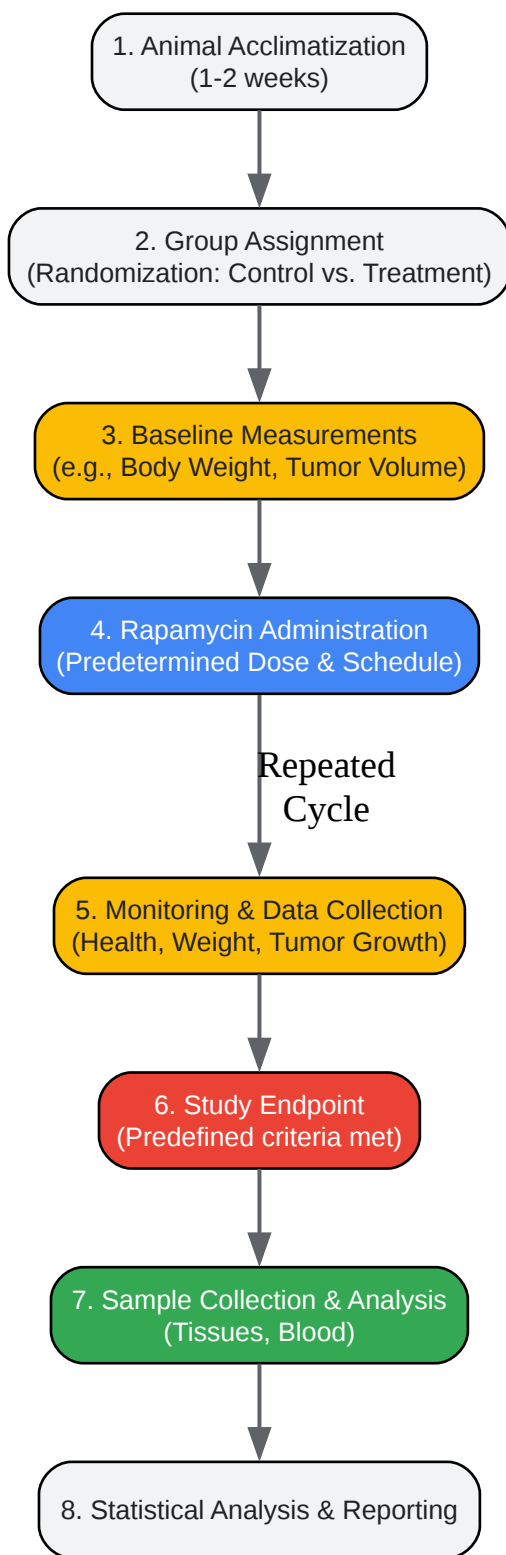 1. Animal Acclimatization
(1-2 weeks)
2. Group Assignment
(Randomization: Control vs. Treatment)
3. Baseline Measurements
(e.g., Body Weight, Tumor Volume)
4. Rapamycin Administration
(Predetermined Dose & Schedule)
Repeated
Cycle
5. Monitoring & Data Collection
(Health, Weight, Tumor Growth)
6. Study Endpoint
(Predefined criteria met)
7. Sample Collection & Analysis
(Tissues, Blood)
8. Statistical Analysis & Reporting